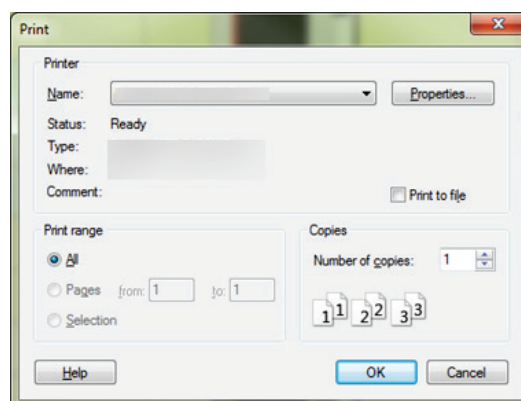 Print
Printer
Name:
Properties...
Status: Ready
Type:
Where:
Comment:
Print to file
Print range
All
Pages from: 1 to: 1
Selection
Copies
Number of copies: 1
1 1 2 2 3 3
Help
OK
Cancel